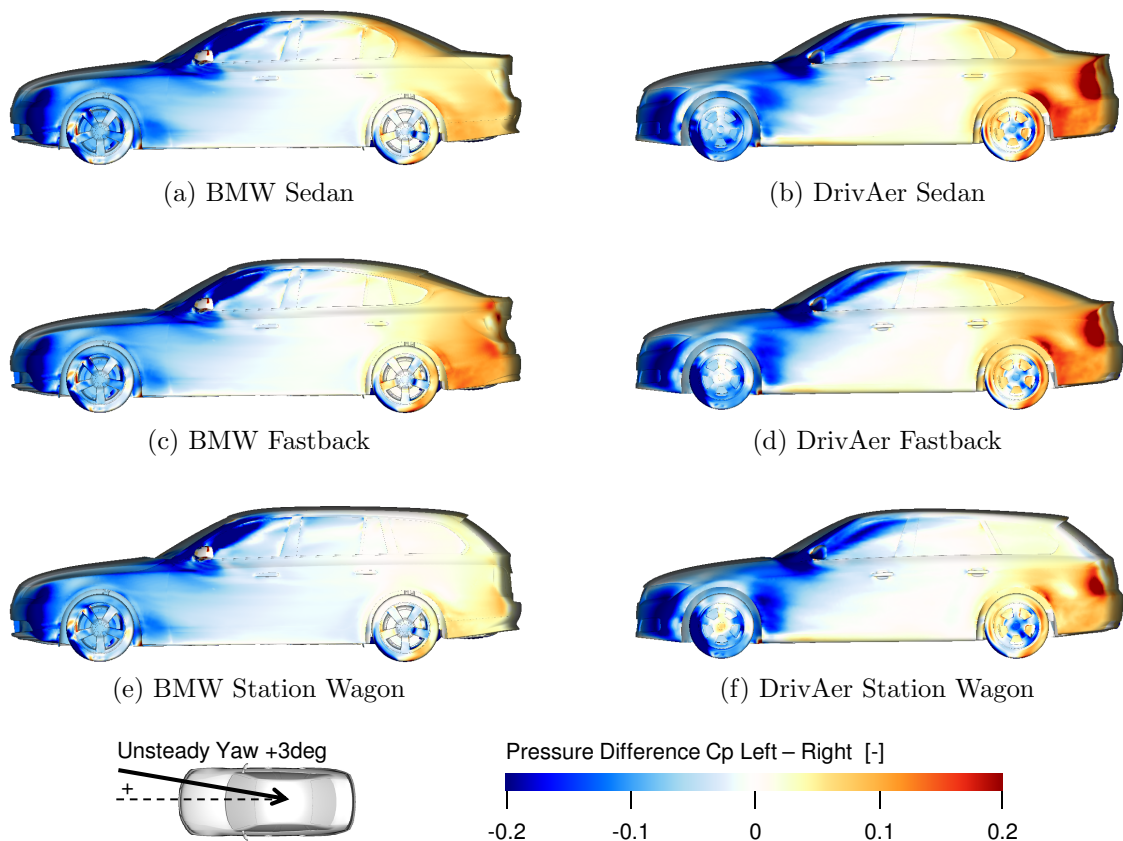 (a) BMW Sedan
(b) DrivAer Sedan
(c) BMW Fastback
(d) DrivAer Fastback
(e) BMW Station Wagon
(f) DrivAer Station Wagon
Unsteady Yaw +3deg
+
Pressure Difference Cp Left – Right [-]
-0.2 -0.1 0 0.1 0.2